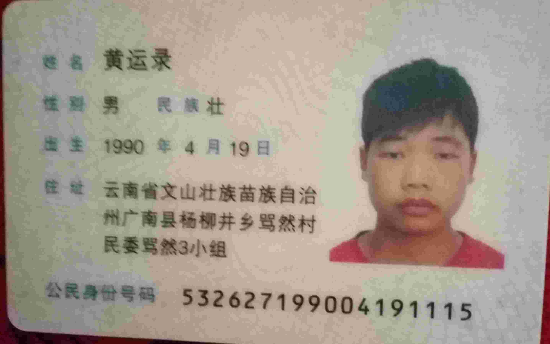 姓名 黄运录
性别 男 民族 壮
出生 1990 年 4 月 19 日
住址 云南省文山壮族苗族自治
州广南县杨柳井乡骂然村
民委骂然3小组
公民身份号码 532627199004191115